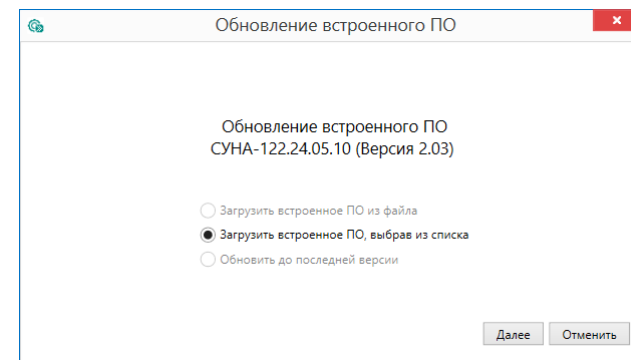 Обновление встроенного ПО
Обновление встроенного ПО
СУНА-122.24.05.10 (Версия 2.03)
Загрузить встроенное ПО из файла
Загрузить встроенное ПО, выбрав из списка
Обновить до последней версии
Далее Отменить